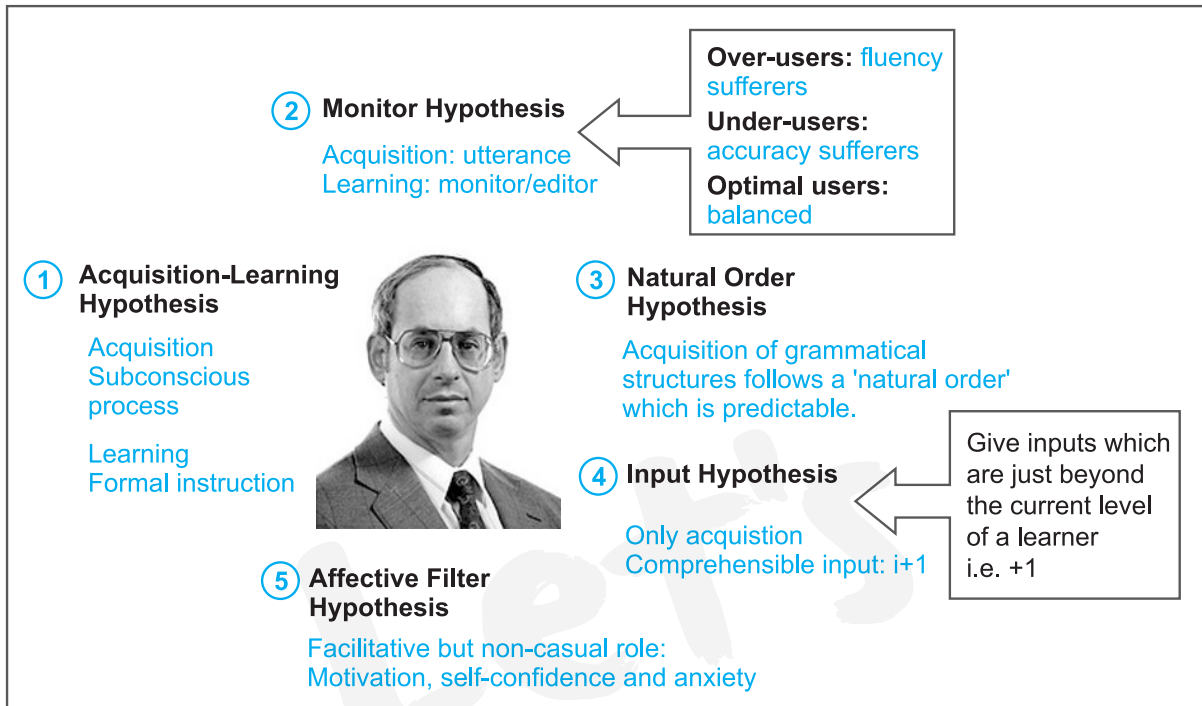 2 Monitor Hypothesis
Acquisition: utterance
Learning: monitor/editor
Over-users: fluency
sufferers
Under-users:
accuracy sufferers
Optimal users:
balanced
1 Acquisition-Learning
Hypothesis
Acquisition
Subconscious
process
Learning
Formal instruction
3 Natural Order
Hypothesis
Acquisition of grammatical
structures follows a 'natural order'
which is predictable.
4 Input Hypothesis
Only acquistion
Comprehensible input: i+1
Give inputs which
are just beyond
the current level
of a learner
i.e. +1
5 Affective Filter
Hypothesis
Facilitative but non-casual role:
Motivation, self-confidence and anxiety
Let's